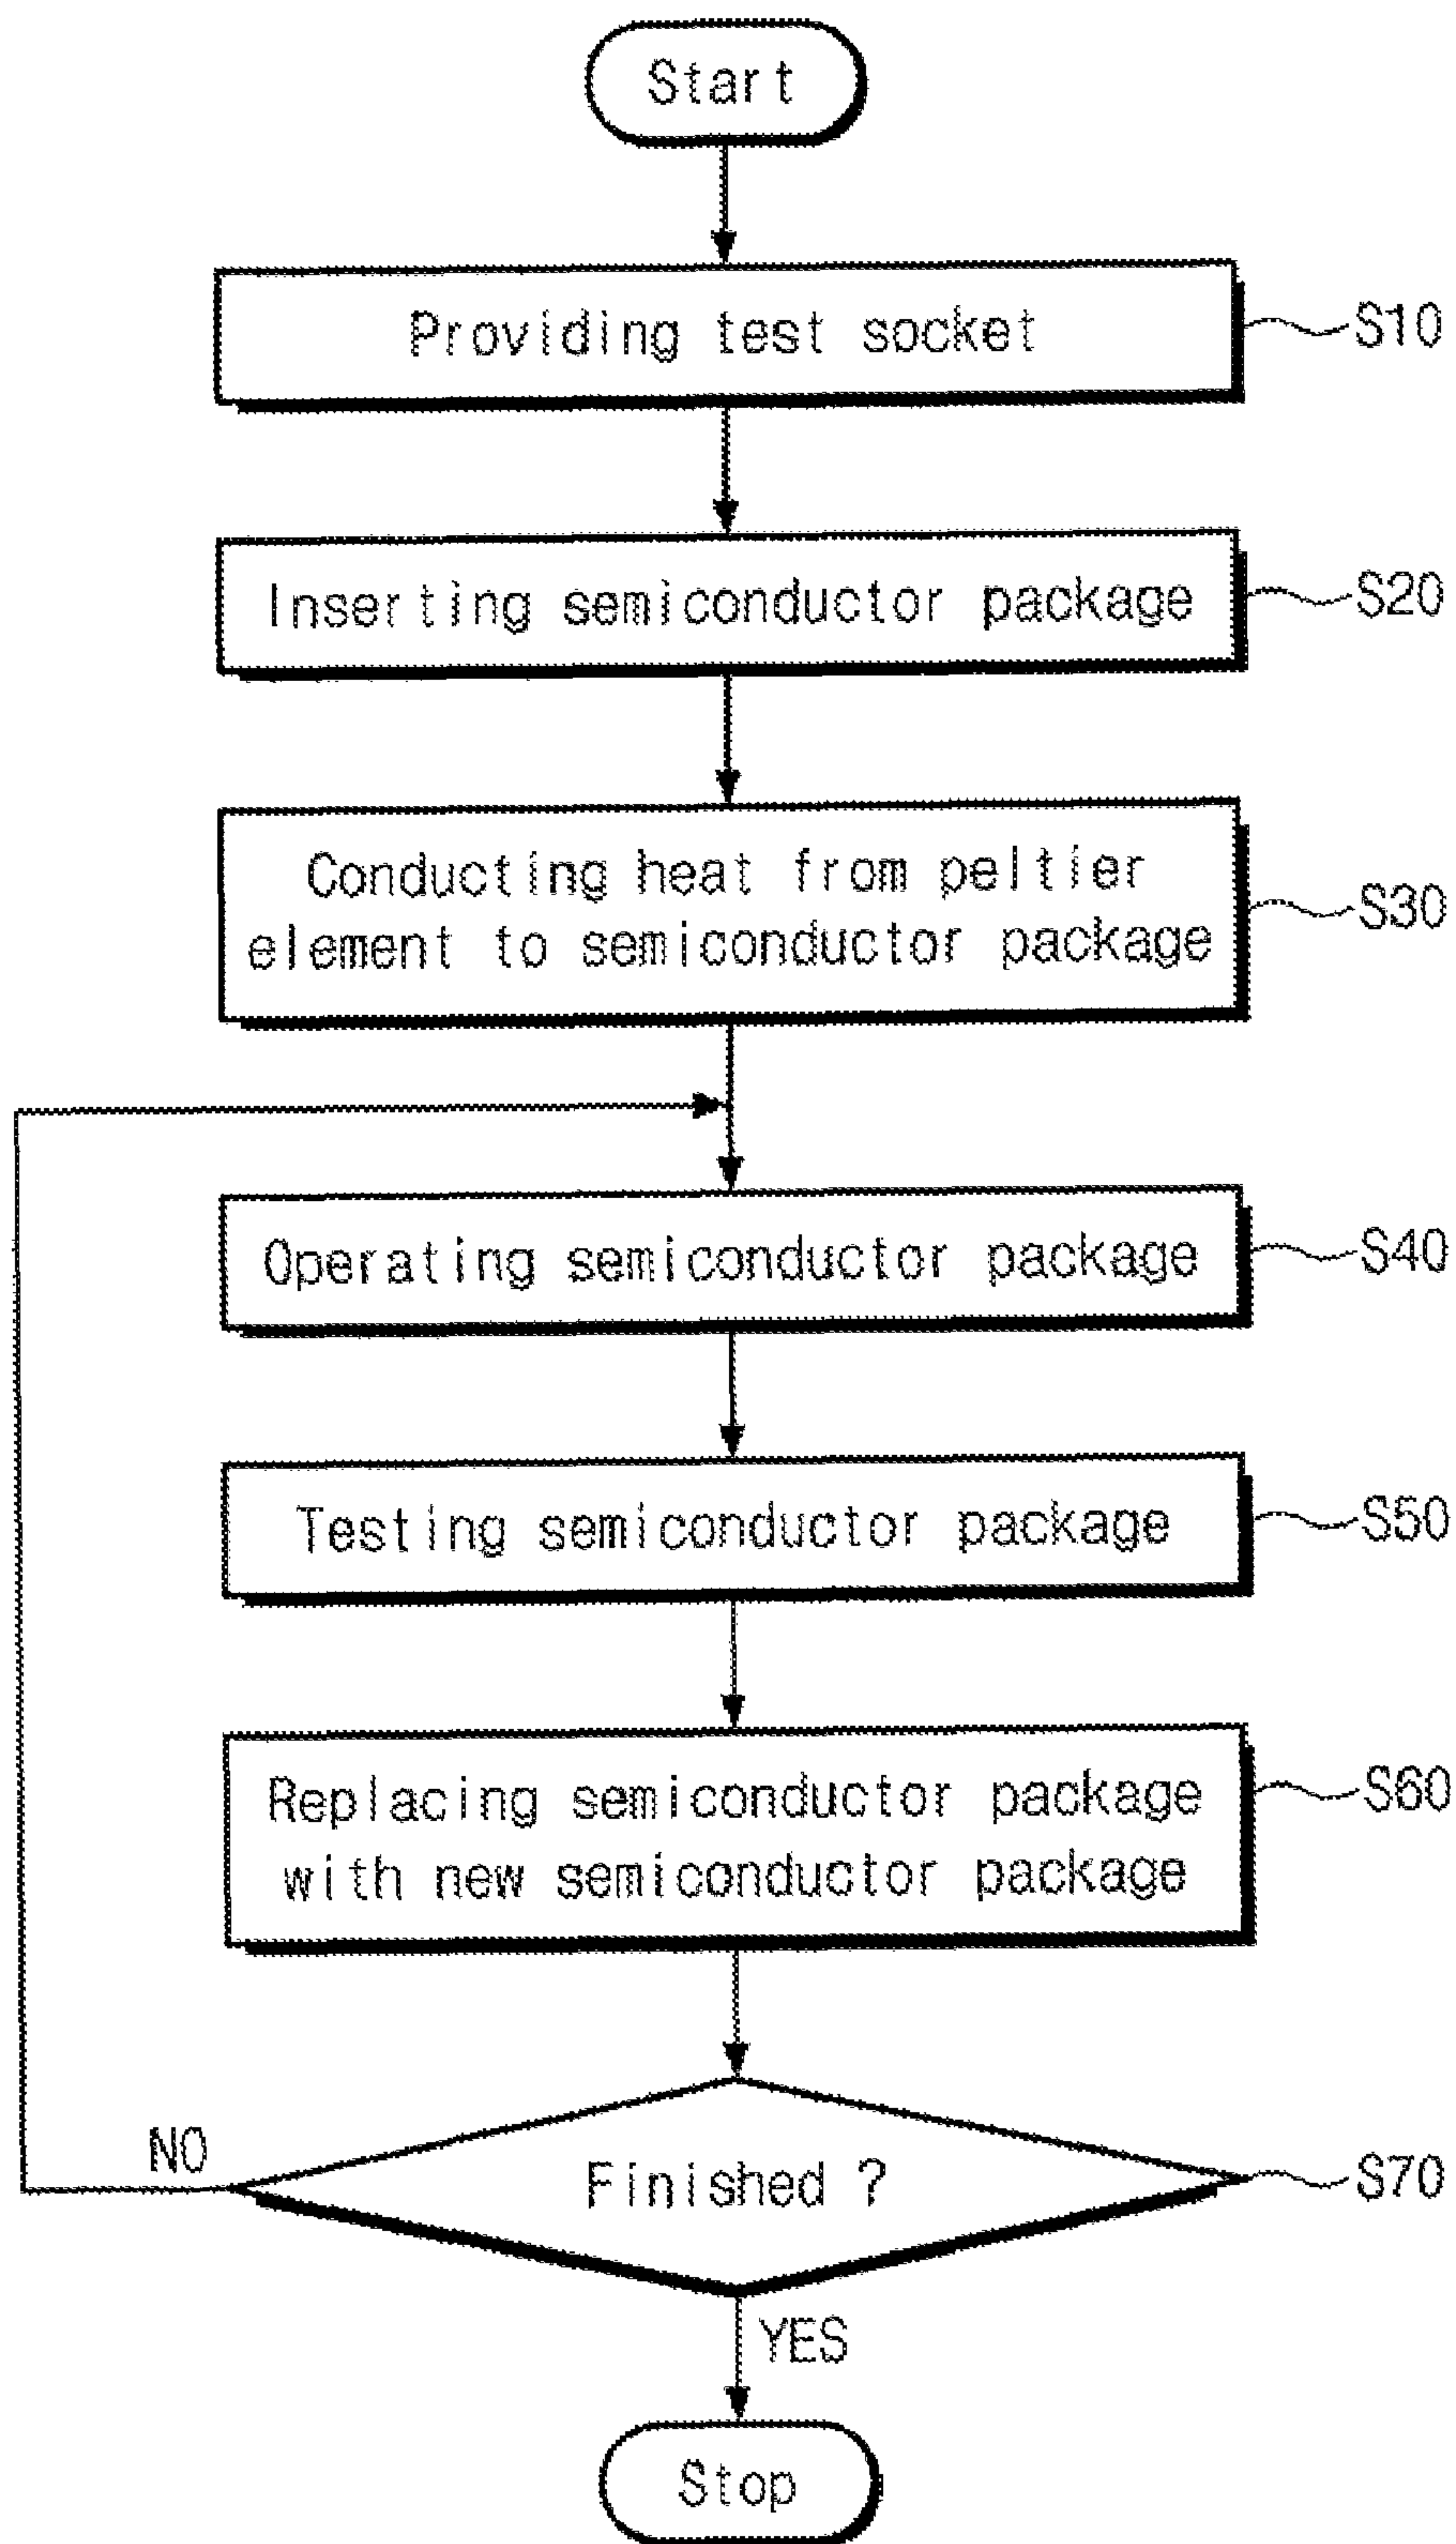 Start
Providing test socket
S10
Inserting semiconductor package
S20
Conducting heat from peltier
element to semiconductor package
S30
Operating semiconductor package
S40
Testing semiconductor package
S50
Replacing semiconductor package
with new semiconductor package
S60
NO
Finished ?
S70
YES
Stop